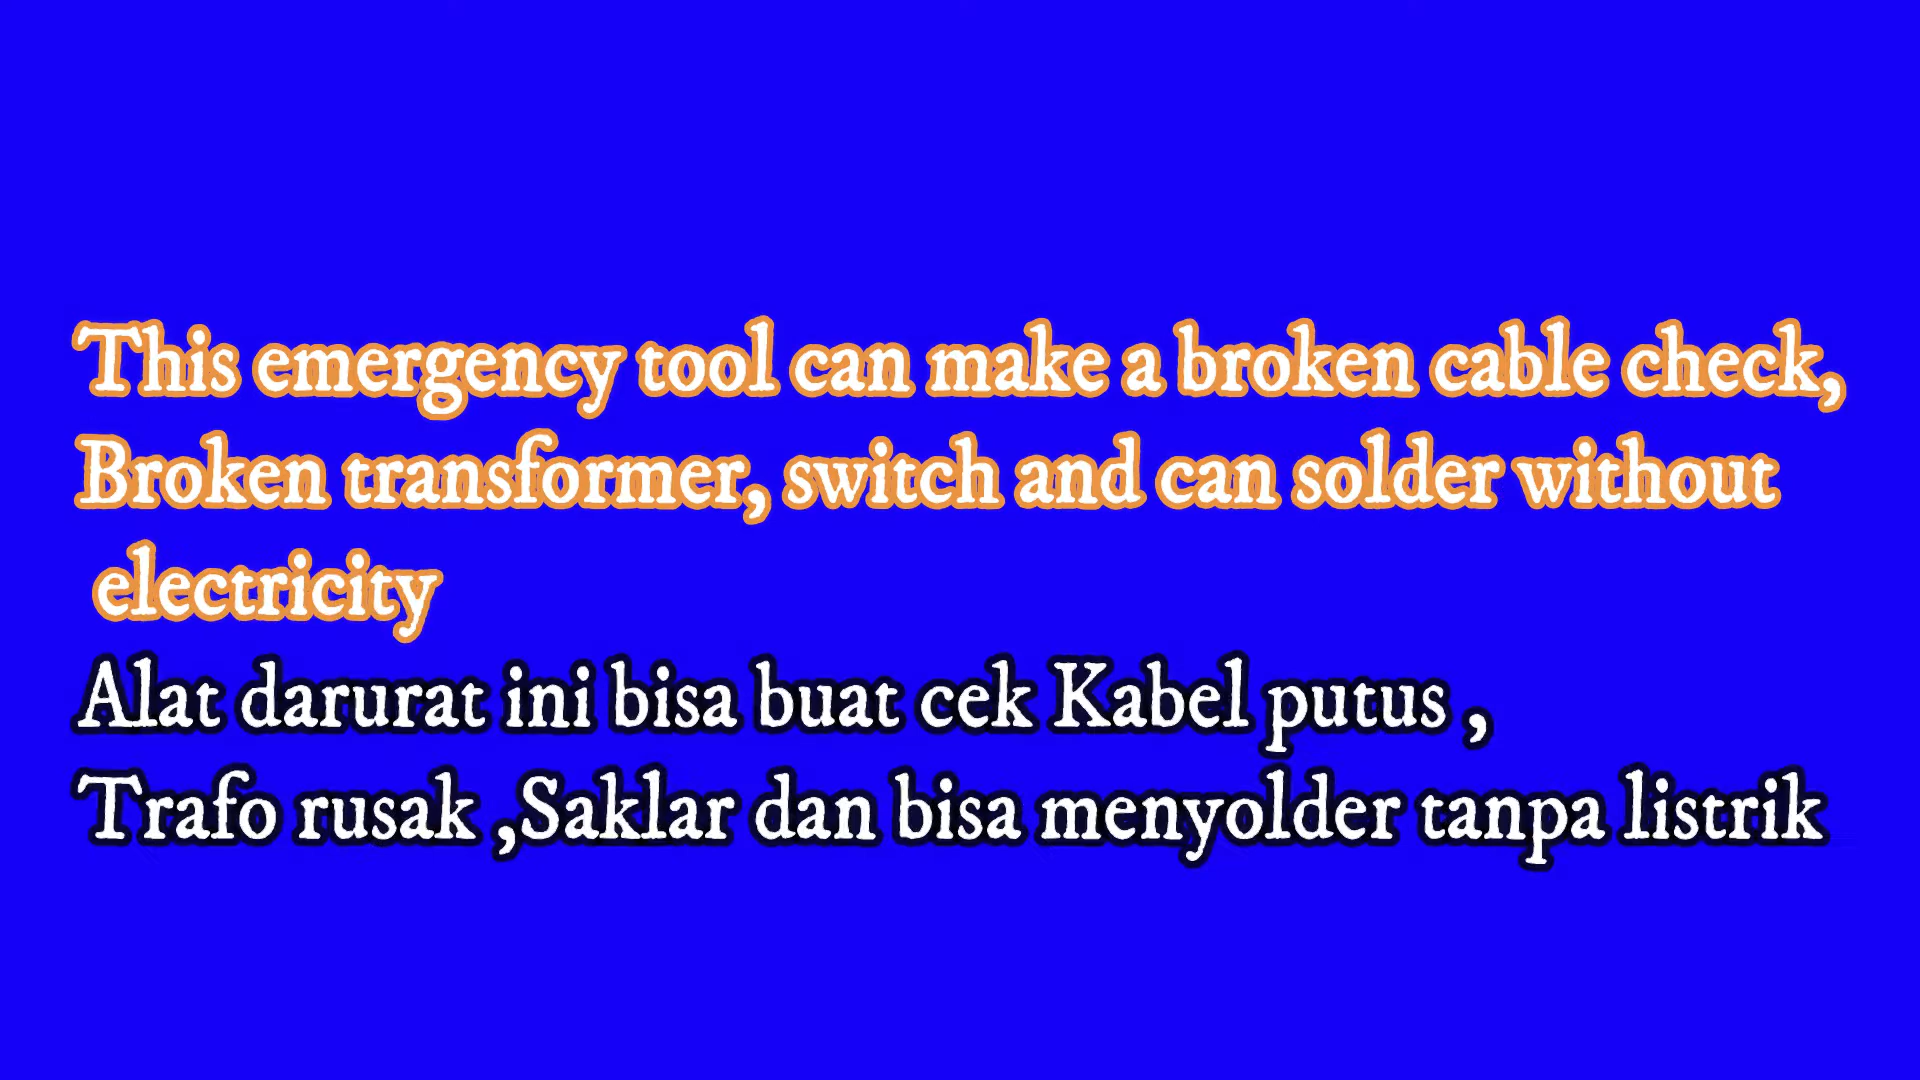 This emergency tool can make a broken cable check,
Broken transformer, switch and can solder without
electricity
Alat darurat ini bisa buat cek Kabel putus ,
Trafo rusak ,Saklar dan bisa menyolder tanpa listrik